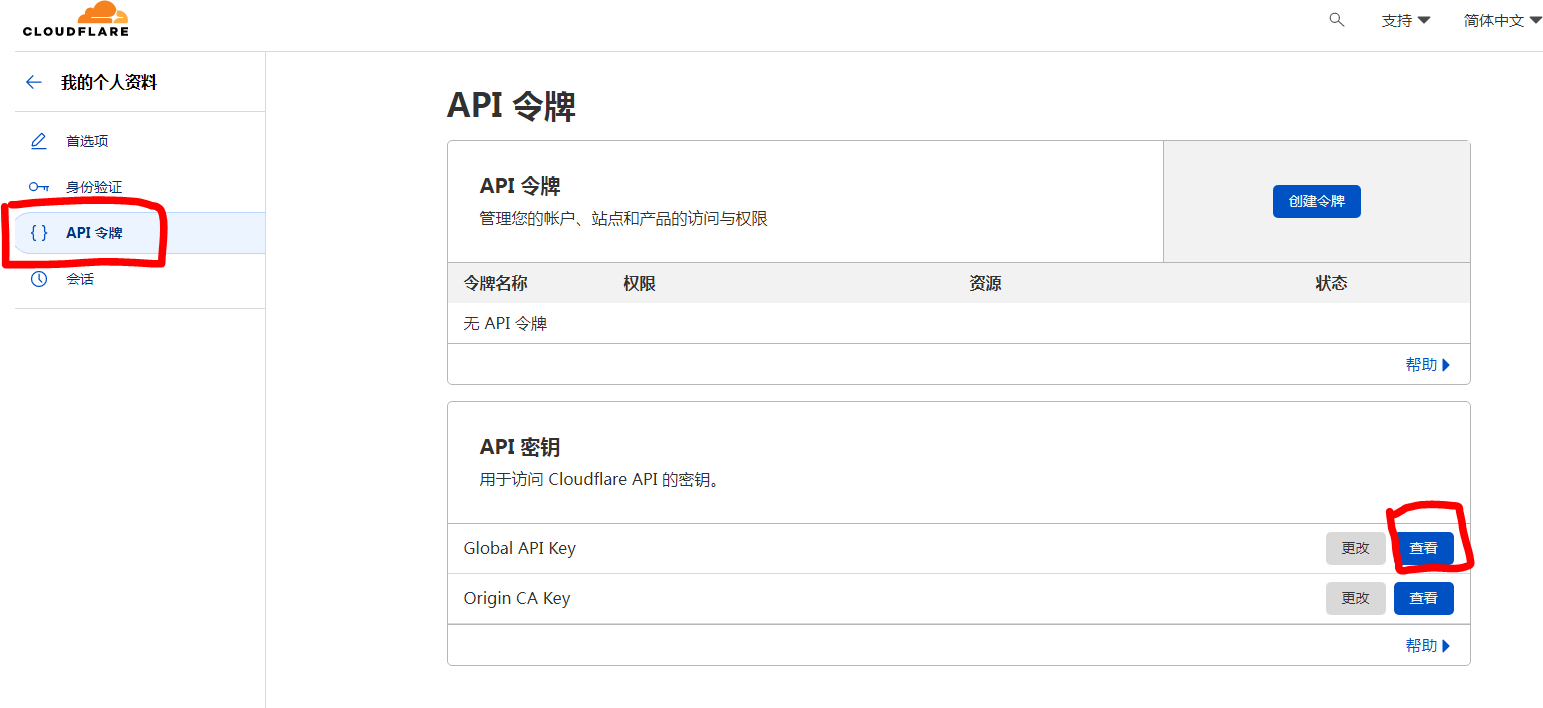 CLOUDFLARE
支持
简体中文
我的个人资料
首选项
身份验证
API 令牌
会话
API 令牌
API 令牌
管理您的帐户、站点和产品的访问与权限
创建令牌
令牌名称 权限 资源 状态
无 API 令牌
帮助
API 密钥
用于访问 Cloudflare API 的密钥。
Global API Key 更改 查看
Origin CA Key 更改 查看
帮助